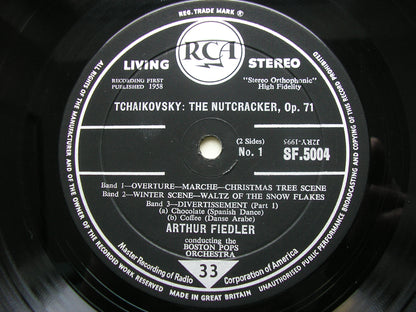 REG. TRADE MARK
RCA
LIVING STEREO
RECORDING FIRST PUBLISHED 1958
"Stereo Orthophonic" High Fidelity
TCHAIKOVSKY: THE NUTCRACKER, Op. 71
(2 Sides)
No. 1
JZRY-1995
SF.5004
Band 1—OVERTURE—MARCHE—CHRISTMAS TREE SCENE
Band 2—WINTER SCENE—WALTZ OF THE SNOW FLAKES
Band 3—DIVERTISSEMENT (Part 1)
(a) Chocolate (Spanish Dance)
(b) Coffee (Danse Arabe)
ARTHUR FIEDLER
conducting the
BOSTON POPS
ORCHESTRA
33
Master Recording of Radio Corporation of America
MADE IN GREAT BRITAIN
ALL RIGHTS OF THE MANUFACTURER AND OF THE OWNER OF THE RECORDED WORK RESERVED
UNAUTHORISED PUBLIC PERFORMANCE BROADCASTING AND COPYING OF THIS RECORD PROHIBITED